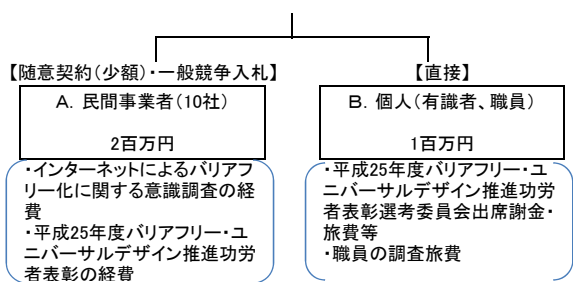 【随意契約(少額)・一般競争入札】
A．民間事業者(10社)
2百万円
・インターネットによるバリアフ
リー化に関する意識調査の経
費
・平成25年度バリアフリー・ユ
ニバーサルデザイン推進功労
者表彰の経費
【直接】
B．個人(有識者、職員)
1百万円
・平成25年度バリアフリー・ユ
ニバーサルデザイン推進功労
者表彰選考委員会出席謝金・
旅費等
・職員の調査旅費